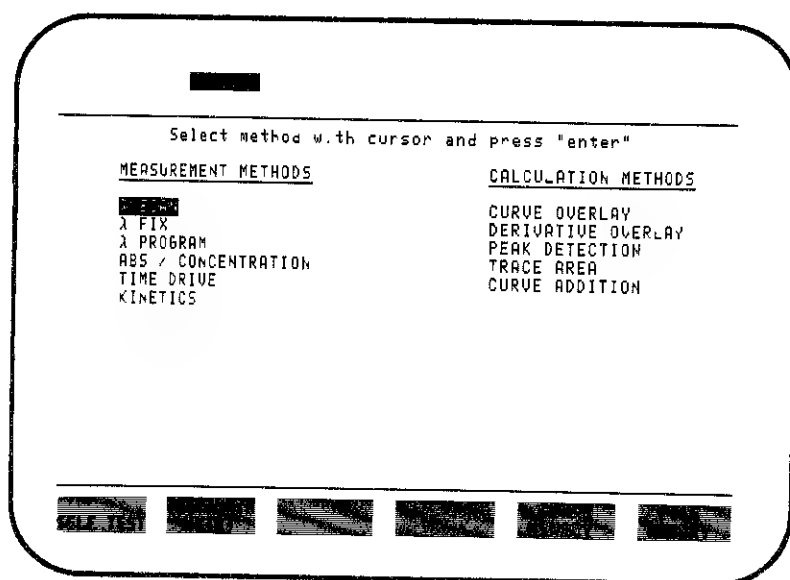 Select method with cursor and press "enter"
MEASUREMENT METHODS
λ FIX
λ PROGRAM
ABS / CONCENTRATION
TIME DRIVE
KINETICS
CALCULATION METHODS
CURVE OVERLAY
DERIVATIVE OVERLAY
PEAK DETECTION
TRACE AREA
CURVE ADDITION
SELF TEST